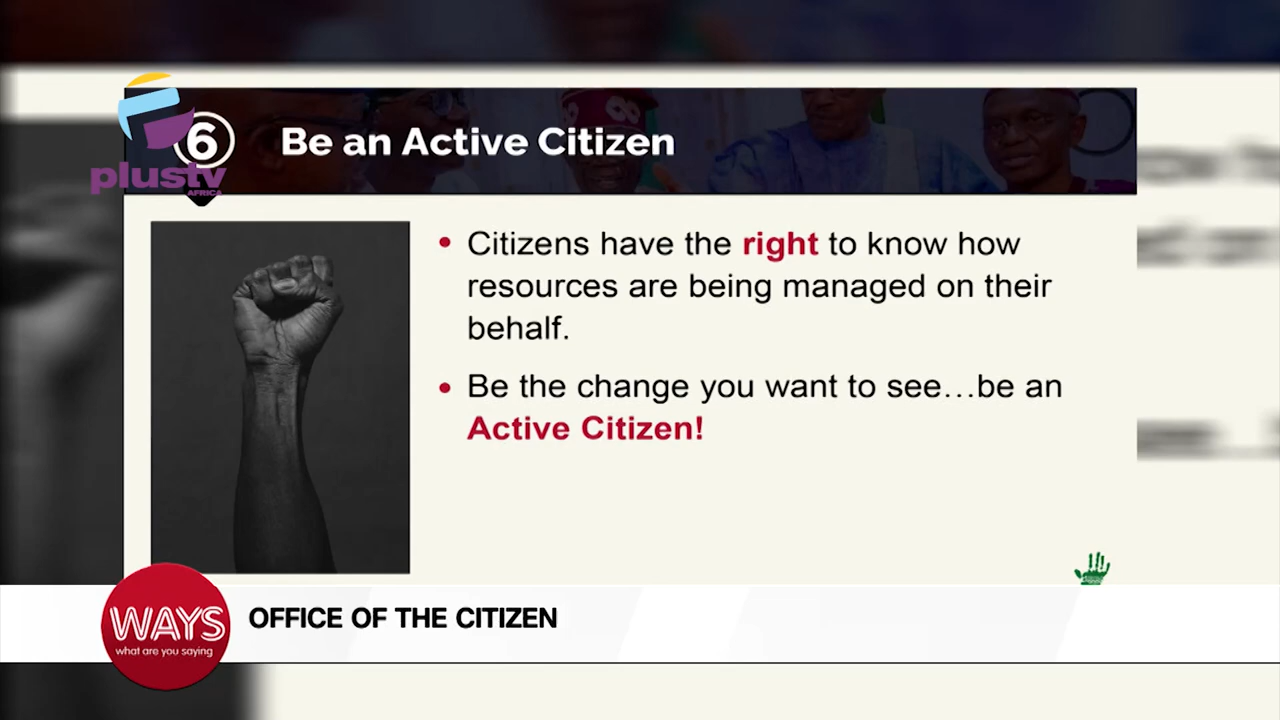 6
Be an Active Citizen
plustv
AFRICA
• Citizens have the right to know how
resources are being managed on their
behalf.
• Be the change you want to see…be an
Active Citizen!
WAYS
what are you saying
OFFICE OF THE CITIZEN